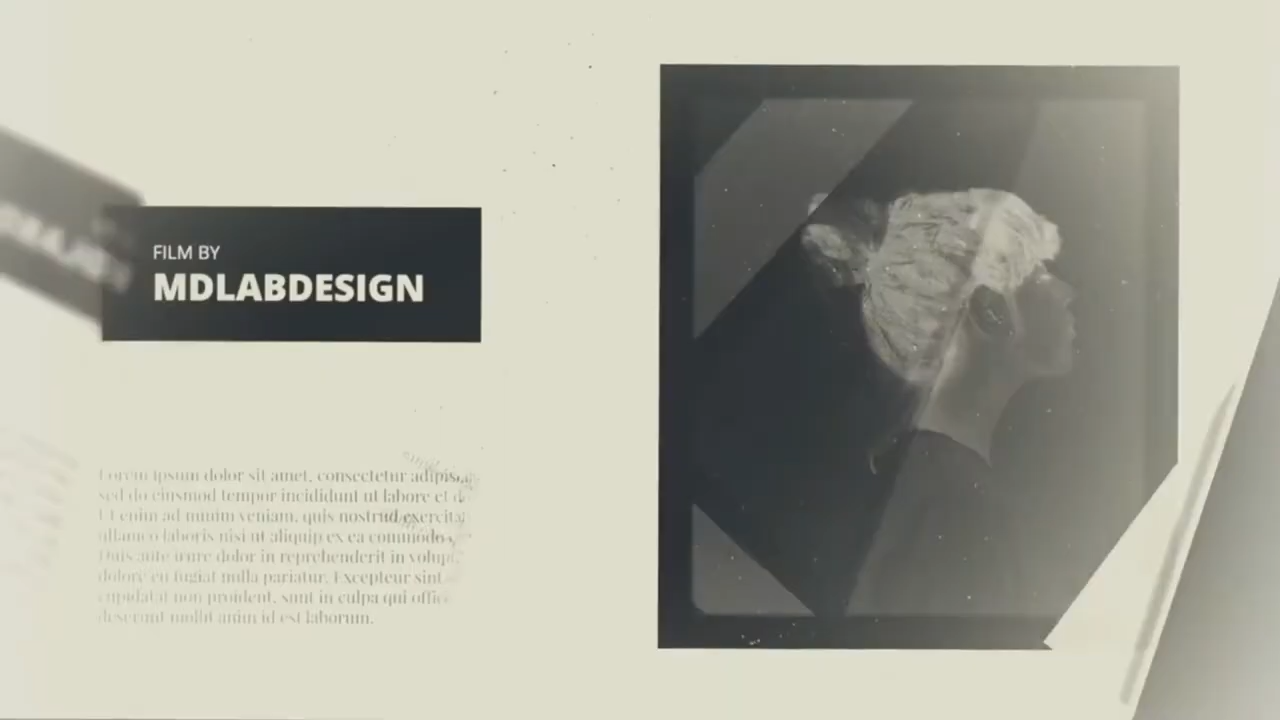 FILM BY
MDLABDESIGN
Lorem ipsum dolor sit amet, consectetur
sed do eiusmod tempor incididunt ut labore et
Ut enim ad minim veniam, quis nostrud
ullamco laboris nisi ut aliquip ex ea commodo
Duis aute irure dolor in reprehenderit in
dolore eu fugiat nulla pariatur. Excepteur sint
cupidatat non proident, sunt in culpa qui
deserunt mollit anim id est laborum.